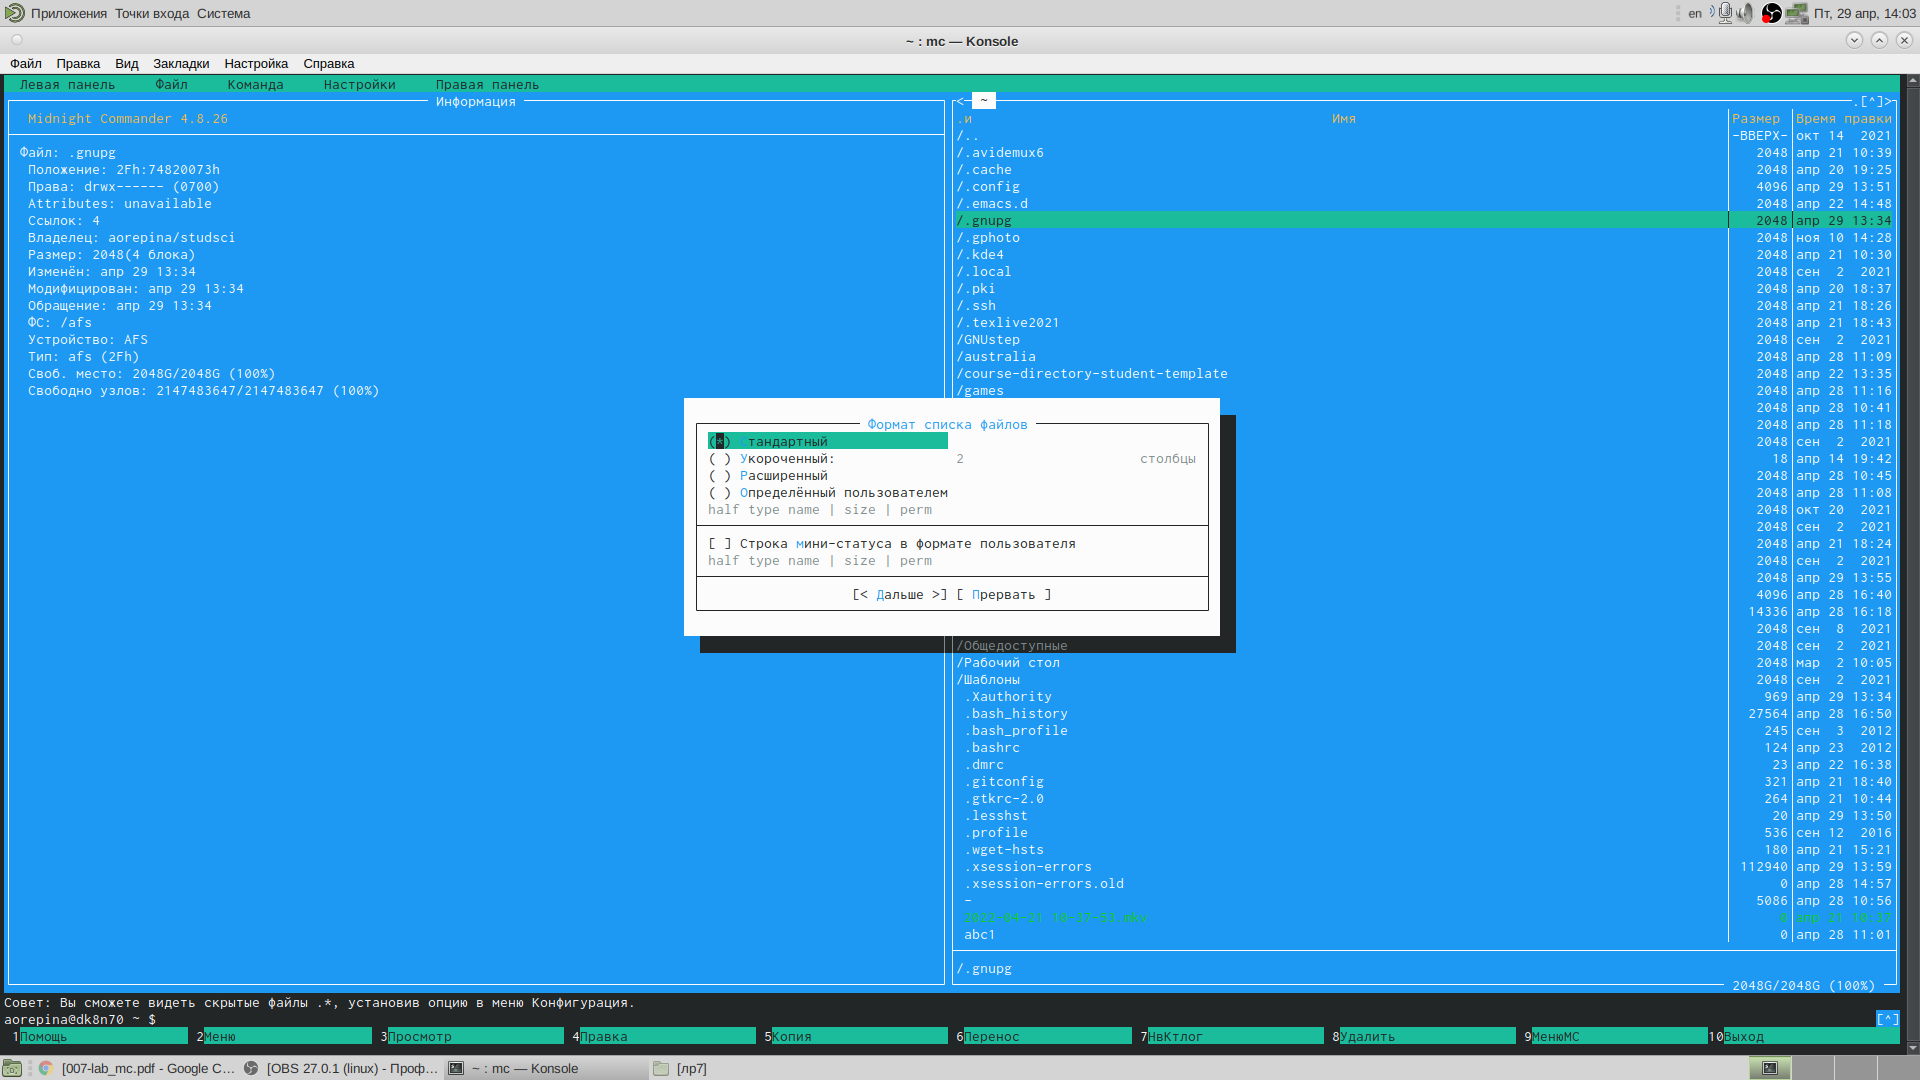 Приложения Точки входа Система
en Пт, 29 апр, 14:03
~ : mc — Konsole
Файл Правка Вид Закладки Настройка Справка
Левая панель Файл Команда Настройки Правая панель
Информация
Midnight Commander 4.8.26
Файл: .gnupg
Положение: 2Fh:74820073h
Права: drwx------ (0700)
Attributes: unavailable
Ссылок: 4
Владелец: aorepina/studsci
Размер: 2048(4 блока)
Изменён: апр 29 13:34
Модифицирован: апр 29 13:34
Обращение: апр 29 13:34
ФС: /afs
Устройство: AFS
Тип: afs (2Fh)
Своб. место: 2048G/2048G (100%)
Свободно узлов: 2147483647/2147483647 (100%)
<─ ~ .[^]>
.и Имя Размер Время правки
/.. -ВВЕРХ- окт 14 2021
/.avidemux6 2048 апр 21 10:39
/.cache 2048 апр 20 19:25
/.config 4096 апр 29 13:51
/.emacs.d 2048 апр 22 14:48
/.gnupg 2048 апр 29 13:34
/.gphoto 2048 ноя 10 14:28
/.kde4 2048 апр 21 10:30
/.local 2048 сен 2 2021
/.pki 2048 апр 20 18:37
/.ssh 2048 апр 21 18:26
/.texlive2021 2048 апр 21 18:43
/GNUstep 2048 сен 2 2021
/australia 2048 апр 28 11:09
/course-directory-student-template 2048 апр 22 13:35
/games 2048 апр 28 11:16
2048 апр 28 10:41
2048 апр 28 11:18
2048 сен 2 2021
18 апр 14 19:42
2048 апр 28 10:45
2048 апр 28 11:08
2048 окт 20 2021
2048 сен 2 2021
2048 апр 21 18:24
2048 сен 2 2021
2048 апр 29 13:55
4096 апр 28 16:40
14336 апр 28 16:18
2048 сен 8 2021
/Общедоступные 2048 сен 2 2021
/Рабочий стол 2048 мар 2 10:05
/Шаблоны 2048 сен 2 2021
.Xauthority 969 апр 29 13:34
.bash_history 27564 апр 28 16:50
.bash_profile 245 сен 3 2012
.bashrc 124 апр 23 2012
.dmrc 23 апр 22 16:38
.gitconfig 321 апр 21 18:40
.gtkrc-2.0 264 апр 21 10:44
.lesshst 20 апр 29 13:50
.profile 536 сен 12 2016
.wget-hsts 180 апр 21 15:21
.xsession-errors 112940 апр 29 13:59
.xsession-errors.old 0 апр 28 14:57
- 5086 апр 28 10:56
abc1 0 апр 28 11:01
/.gnupg
2048G/2048G (100%)
Формат списка файлов
(*) Стандартный
( ) Укороченный: 2 столбцы
( ) Расширенный
( ) Определённый пользователем
half type name | size | perm
[ ] Строка мини-статуса в формате пользователя
half type name | size | perm
[< Дальше >] [ Прервать ]
Совет: Вы сможете видеть скрытые файлы .*, установив опцию в меню Конфигурация.
aorepina@dk8n70 ~ $ [^]
1Помощь 2Меню 3Просмотр 4Правка 5Копия 6Перенос 7НвКтлог 8Удалить 9МенюМС 10Выход
[007-lab_mc.pdf - Google C... [OBS 27.0.1 (linux) - Проф... ~ : mc — Konsole [лр7]